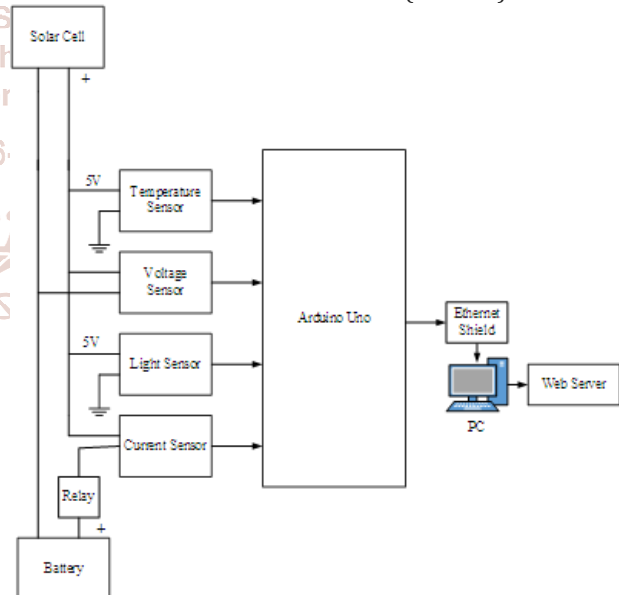 Solar Cell
+
5V
Temperature
Sensor
Voltage
Sensor
Arduino Uno
Ethernet
Shield
5V
Light Sensor
Web Server
PC
Current Sensor
Relay
+
Battery